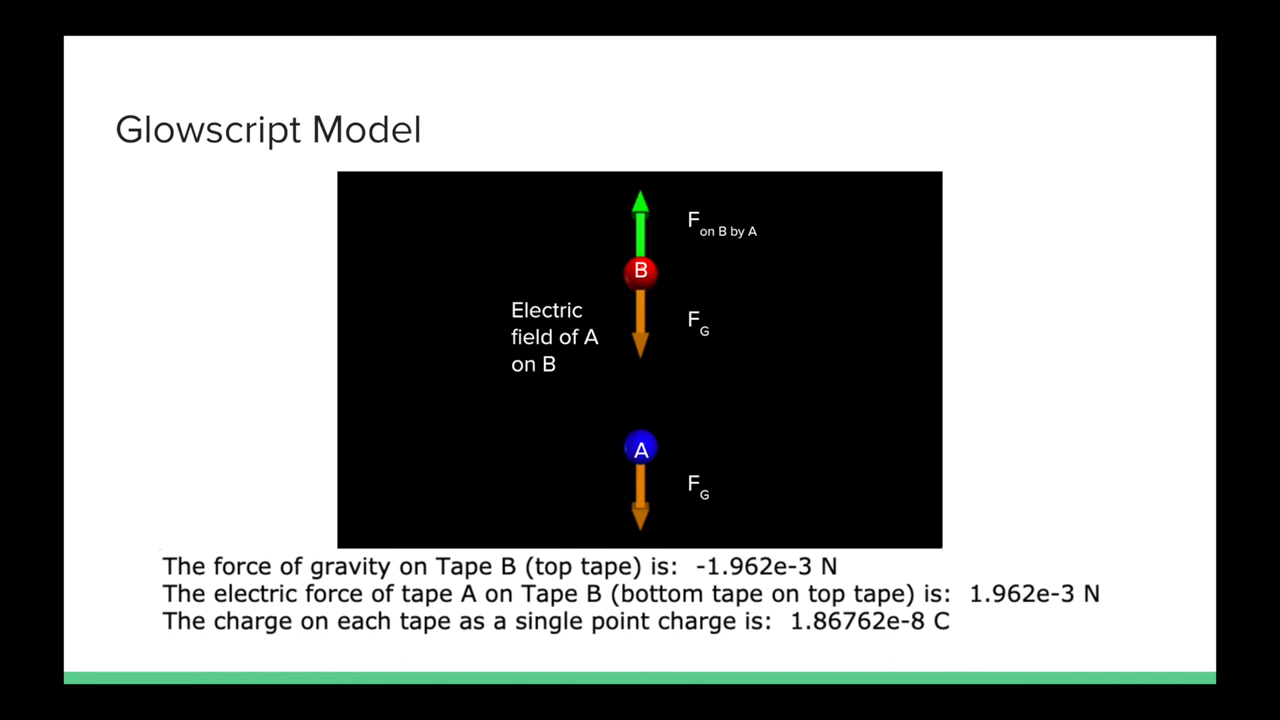 Glowscript Model
F on B by A
B
Electric
field of A
on B
F G
A
F G
The force of gravity on Tape B (top tape) is: -1.962e-3 N
The electric force of tape A on Tape B (bottom tape on top tape) is: 1.962e-3 N
The charge on each tape as a single point charge is: 1.86762e-8 C